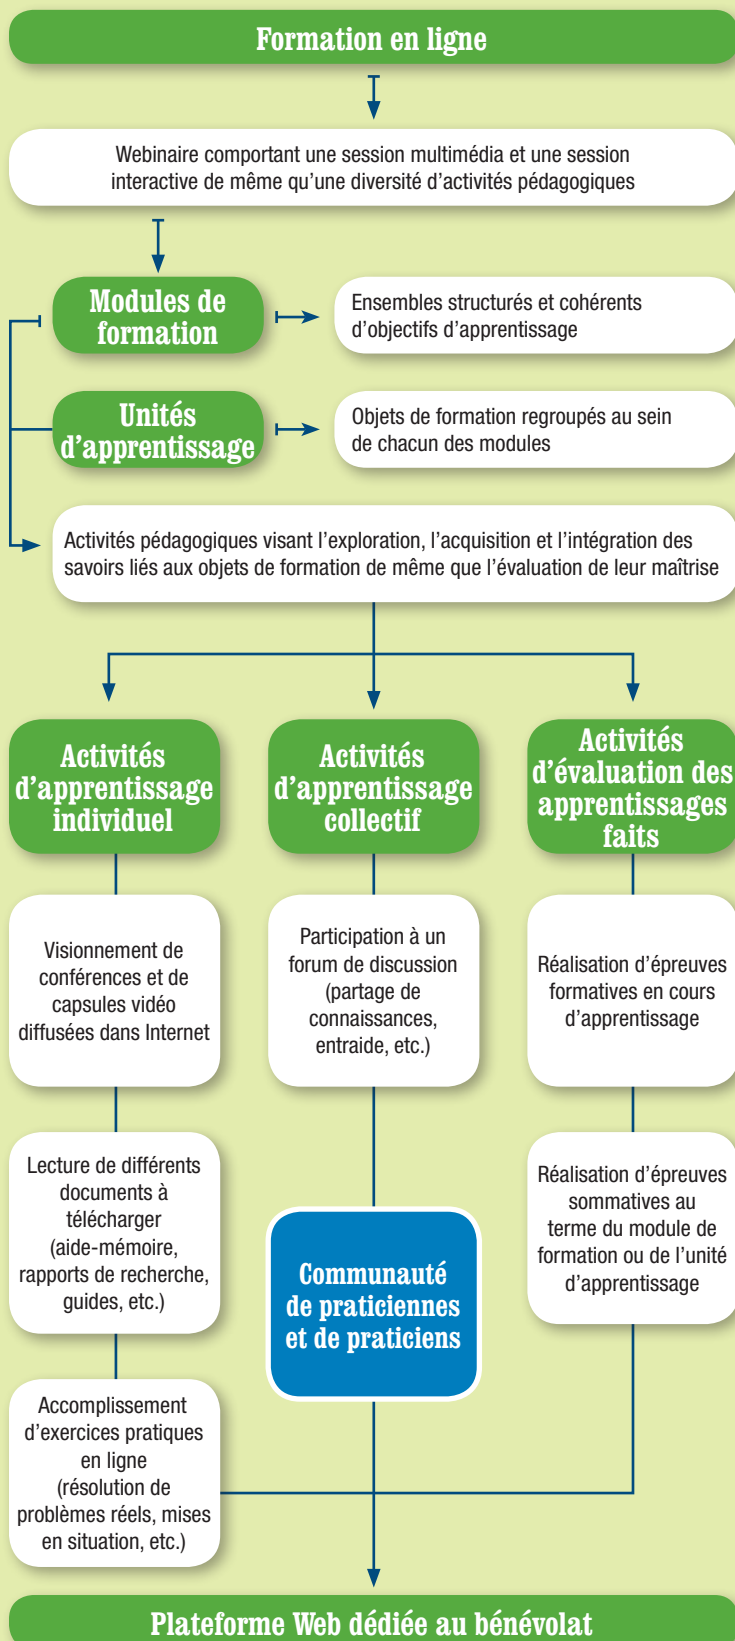 Formation en ligne
Webinaire comportant une session multimédia et une session
interactive de même qu'une diversité d'activités pédagogiques
Modules de
formation
Ensembles structurés et cohérents
d'objectifs d'apprentissage
Unités
d'apprentissage
Objets de formation regroupés au sein
de chacun des modules
Activités pédagogiques visant l'exploration, l'acquisition et l'intégration des
savoirs liés aux objets de formation de même que l'évaluation de leur maîtrise
Activités
d'apprentissage
individuel
Visionnement de
conférences et de
capsules vidéo
diffusées dans Internet
Lecture de différents
documents à
télécharger
(aide-mémoire,
rapports de recherche,
guides, etc.)
Accomplissement
d'exercices pratiques
en ligne
(résolution de
problèmes réels, mises
en situation, etc.)
Activités
d'apprentissage
collectif
Participation à un
forum de discussion
(partage de
connaissances,
entraide, etc.)
Communauté
de praticiennes
et de praticiens
Activités
d'évaluation des
apprentissages
faits
Réalisation d'épreuves
formatives en cours
d'apprentissage
Réalisation d'épreuves
sommatives au
terme du module de
formation ou de l'unité
d'apprentissage
Plateforme Web dédiée au bénévolat